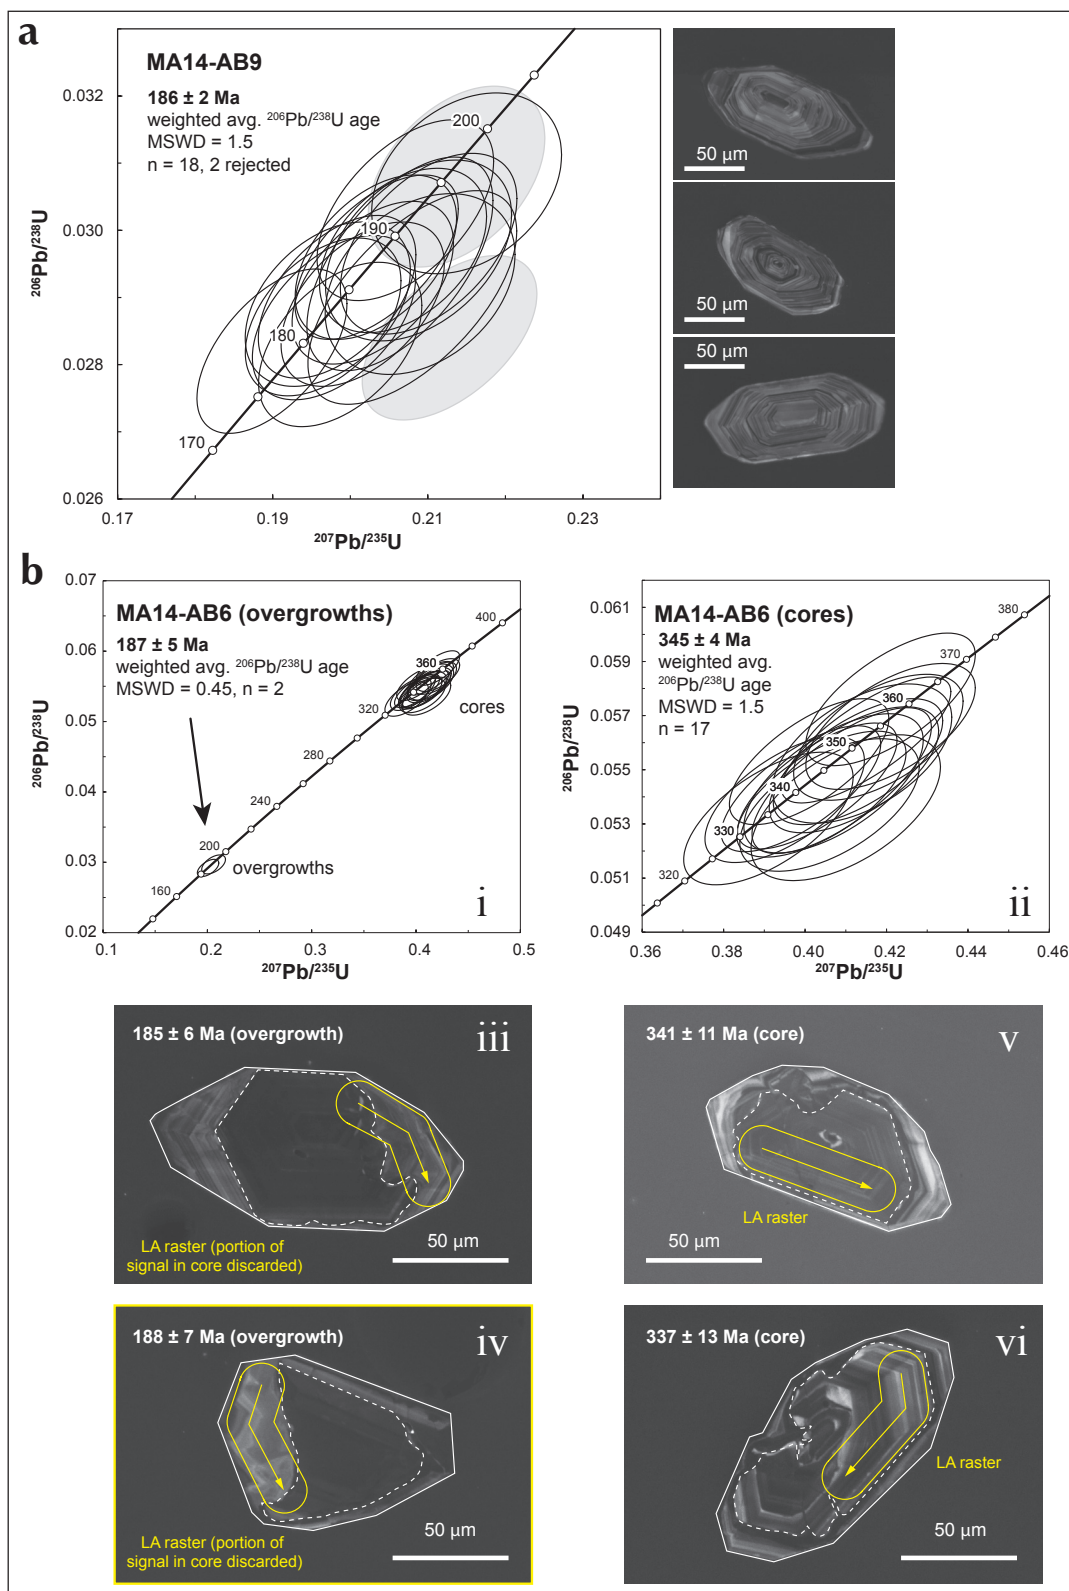 a
MA14-AB9
186 ± 2 Ma
weighted avg. ²⁰⁶Pb/²³⁸U age
MSWD = 1.5
n = 18, 2 rejected
0.032
0.030
0.028
0.026
²⁰⁶Pb/²³⁸U
200
190
180
170
0.17
0.19
0.21
0.23
²⁰⁷Pb/²³⁵U
50 µm
50 µm
50 µm
b
MA14-AB6 (overgrowths)
187 ± 5 Ma
weighted avg. ²⁰⁶Pb/²³⁸U age
MSWD = 0.45, n = 2
0.07
0.06
0.05
0.04
0.03
0.02
²⁰⁶Pb/²³⁸U
400
360
320
280
240
200
160
cores
overgrowths
i
0.1
0.2
0.3
0.4
0.5
²⁰⁷Pb/²³⁵U
MA14-AB6 (cores)
345 ± 4 Ma
weighted avg.
²⁰⁶Pb/²³⁸U age
MSWD = 1.5
n = 17
0.061
0.059
0.057
0.055
0.053
0.051
0.049
²⁰⁶Pb/²³⁸U
380
370
360
350
340
330
320
ii
0.36
0.38
0.40
0.42
0.44
0.46
²⁰⁷Pb/²³⁵U
185 ± 6 Ma (overgrowth)
iii
LA raster (portion of
signal in core discarded)
50 µm
341 ± 11 Ma (core)
v
LA raster
50 µm
188 ± 7 Ma (overgrowth)
iv
LA raster (portion of
signal in core discarded)
50 µm
337 ± 13 Ma (core)
vi
LA raster
50 µm